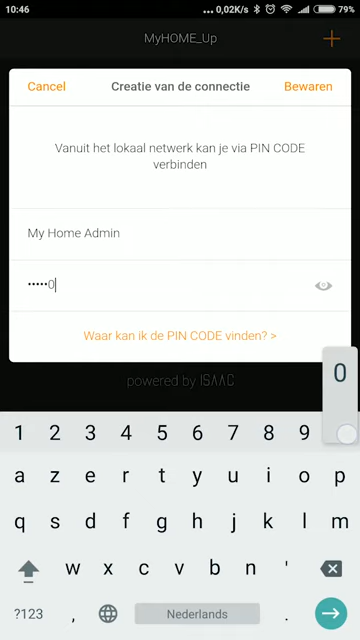 10:46 ... 0,02K/s 79%
MyHOME_Up +
Cancel Creatie van de connectie Bewaren
Vanuit het lokaal netwerk kan je via PIN CODE
verbinden
My Home Admin
•••••0
Waar kan ik de PIN CODE vinden? >
powered by ISAAC
0
1 2 3 4 5 6 7 8 9
a z e r t y u i o p
q s d f g h j k l m
w x c v b n '
?123 , Nederlands .